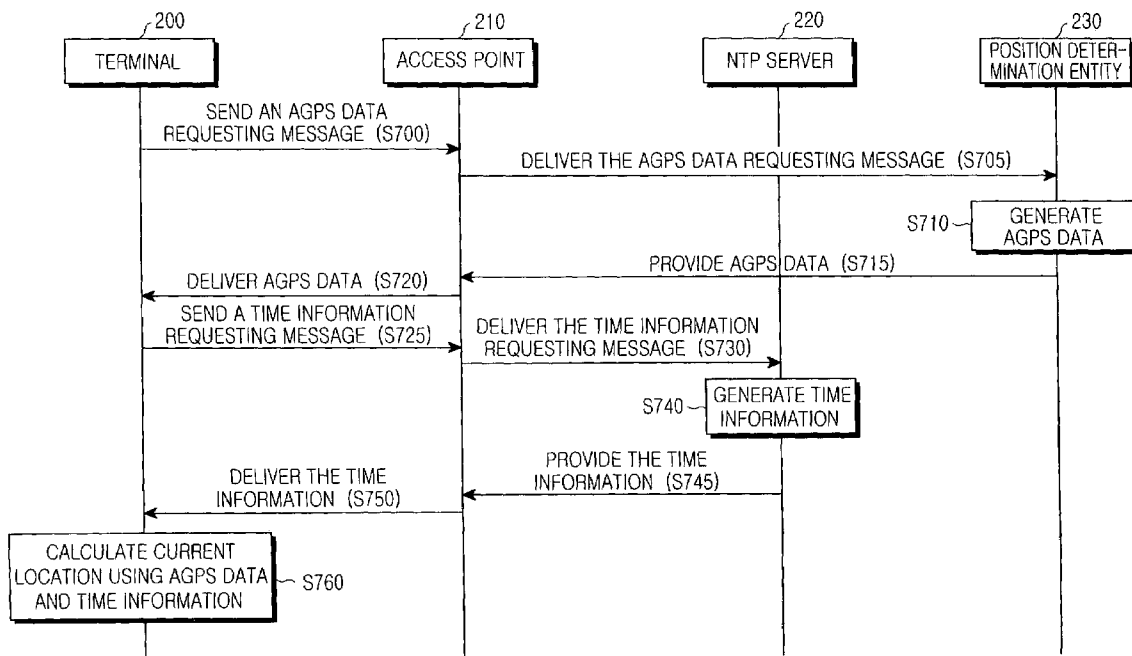 200
210
220
230
TERMINAL
ACCESS POINT
NTP SERVER
POSITION DETER-
MINATION ENTITY
SEND AN AGPS DATA
REQUESTING MESSAGE (S700)
DELIVER THE AGPS DATA REQUESTING MESSAGE (S705)
S710
GENERATE
AGPS DATA
PROVIDE AGPS DATA (S715)
DELIVER AGPS DATA (S720)
SEND A TIME INFORMATION
REQUESTING MESSAGE (S725)
DELIVER THE TIME INFORMATION
REQUESTING MESSAGE (S730)
S740
GENERATE TIME
INFORMATION
PROVIDE THE TIME
INFORMATION (S745)
DELIVER THE TIME
INFORMATION (S750)
CALCULATE CURRENT
LOCATION USING AGPS DATA
AND TIME INFORMATION
S760